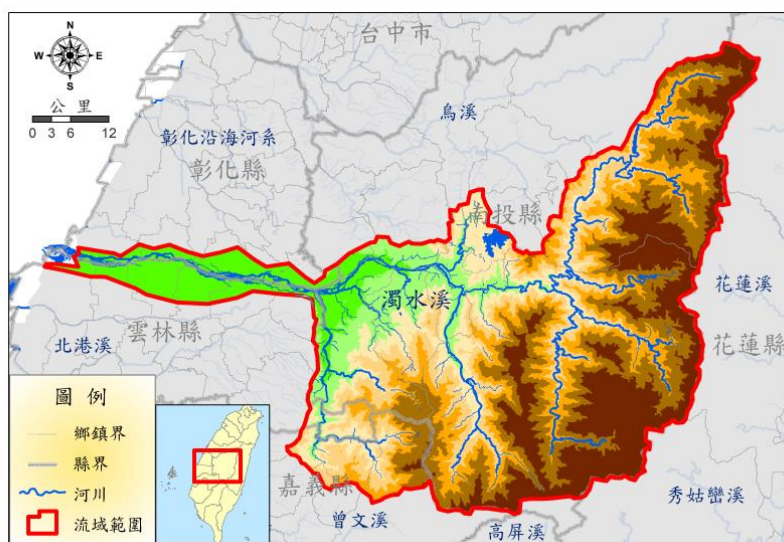 N
W E
S
公里
0 3 6 12
台中市
烏溪
彰化沿海河系
彰化縣
南投縣
濁水溪
花蓮溪
花蓮縣
雲林縣
北港溪
嘉義縣
曾文溪
高屏溪
秀姑巒溪
圖例
鄉鎮界
縣界
河川
流域範圍